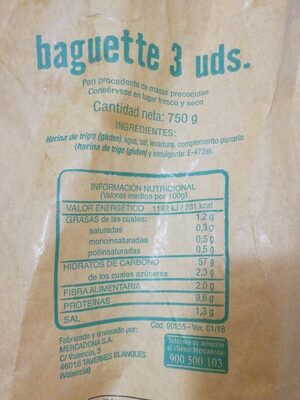 baguette 3 uds.
Pan procedente de masas precocidas
Consérvese en lugar fresco y seco
Cantidad neta: 750 g
INGREDIENTES:
Harina de trigo (gluten), agua, sal, levadura, complemento panario
(harina de trigo (gluten) y emulgente: E-472e).
INFORMACIÓN NUTRICIONAL
(Valores medios por 100g)
VALOR ENERGÉTICO 1192 kJ / 281 kcal
GRASAS de las cuales: 1,2 g
saturadas 0,3 g
monoinsaturadas 0,5 g
poliinsaturadas 0,5 g
HIDRATOS DE CARBONO 57 g
de los cuales azúcares 2,3 g
FIBRA ALIMENTARIA 2,0 g
PROTEÍNAS 9,6 g
SAL 1,3 g
Cód. 90155 - Ver. 01/18
Fabricado y envasado por:
MERCADONA S.A.
C/ Valencia, 5
46016 TAVERNES BLANQUES
(Valencia)
Teléfono de atención
al cliente Mercadona:
900 500 103